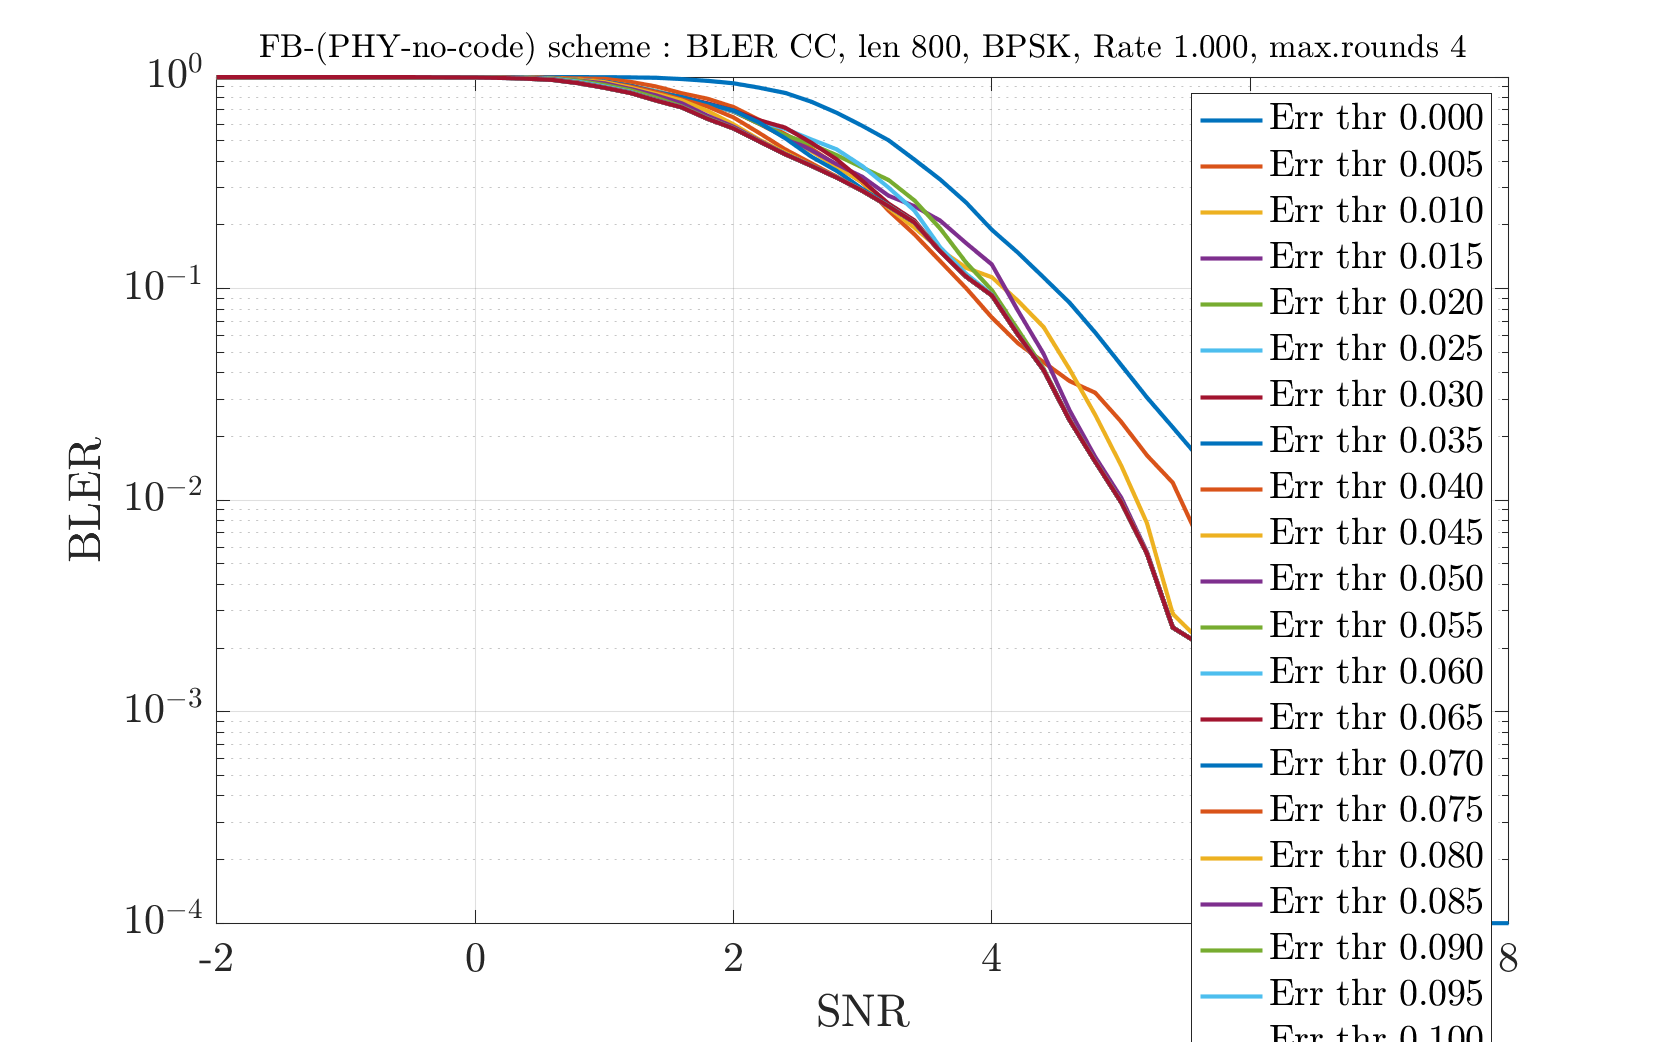 FB-(PHY-no-code) scheme : BLER CC, len 800, BPSK, Rate 1.000, max.rounds 4
10^0
10^-1
10^-2
10^-3
10^-4
BLER
-2 0 2 4 8
SNR
Err thr 0.000
Err thr 0.005
Err thr 0.010
Err thr 0.015
Err thr 0.020
Err thr 0.025
Err thr 0.030
Err thr 0.035
Err thr 0.040
Err thr 0.045
Err thr 0.050
Err thr 0.055
Err thr 0.060
Err thr 0.065
Err thr 0.070
Err thr 0.075
Err thr 0.080
Err thr 0.085
Err thr 0.090
Err thr 0.095
Err thr 0.100